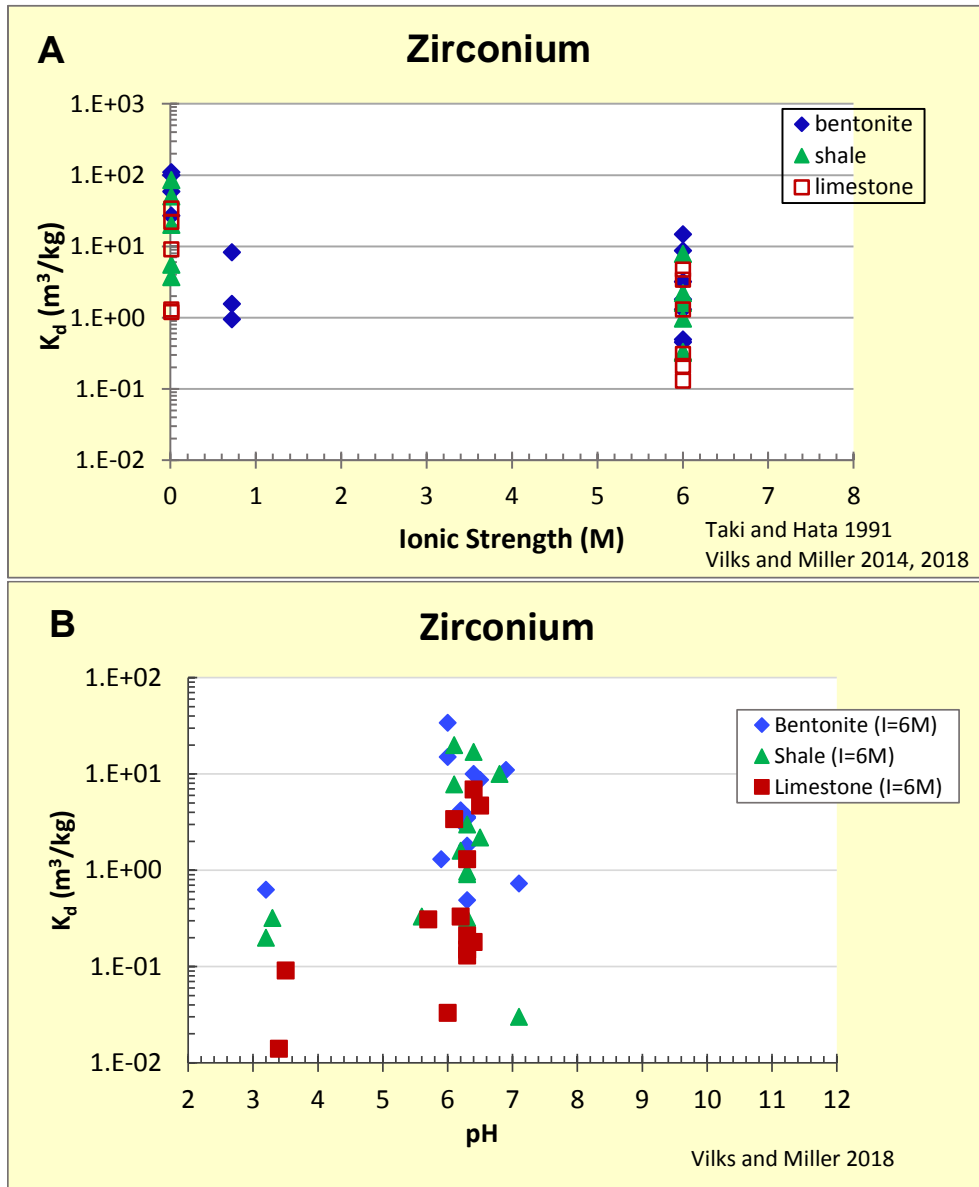 A
Zirconium
1.E+03
1.E+02
1.E+01
1.E+00
1.E-01
1.E-02
K_d (m³/kg)
bentonite
shale
limestone
0 1 2 3 4 5 6 7 8
Ionic Strength (M)
Taki and Hata 1991
Vilks and Miller 2014, 2018
B
Zirconium
1.E+02
1.E+01
1.E+00
1.E-01
1.E-02
K_d (m³/kg)
Bentonite (I=6M)
Shale (I=6M)
Limestone (I=6M)
2 3 4 5 6 7 8 9 10 11 12
pH
Vilks and Miller 2018